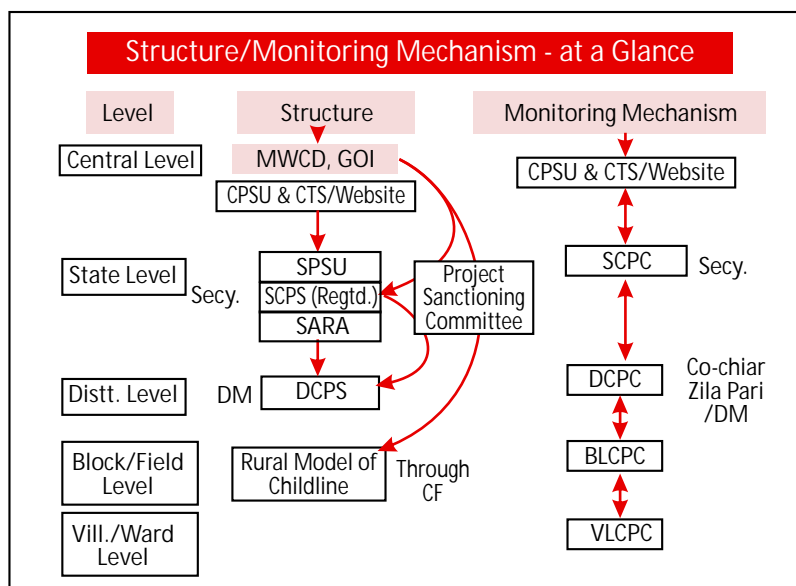 Structure/Monitoring Mechanism - at a Glance
Level
Structure
Monitoring Mechanism
Central Level
MWCD, GOI
CPSU & CTS/Website
CPSU & CTS/Website
State Level
Secy.
SPSU
SCPS (Regtd.)
SARA
Project
Sanctioning
Committee
SCPC
Secy.
Distt. Level
DM
DCPS
DCPC
Co-chiar
Zila Pari
/DM
Block/Field
Level
Rural Model of
Childline
Through
CF
BLCPC
Vill./Ward
Level
VLCPC